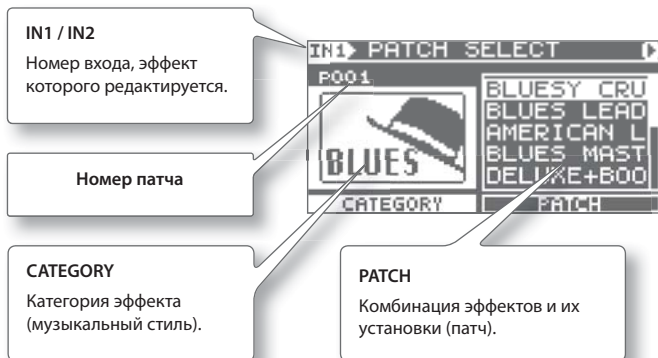 IN1 / IN2
Номер входа, эффект
которого редактируется.
Номер патча
CATEGORY
Категория эффекта
(музыкальный стиль).
PATCH
Комбинация эффектов и их
установки (патч).
IN1 PATCH SELECT
P001
BLUES
CATEGORY
BLUESY CRU
BLUES LEAD
AMERICAN L
BLUES MAST
DELUXE+BOO
PATCH